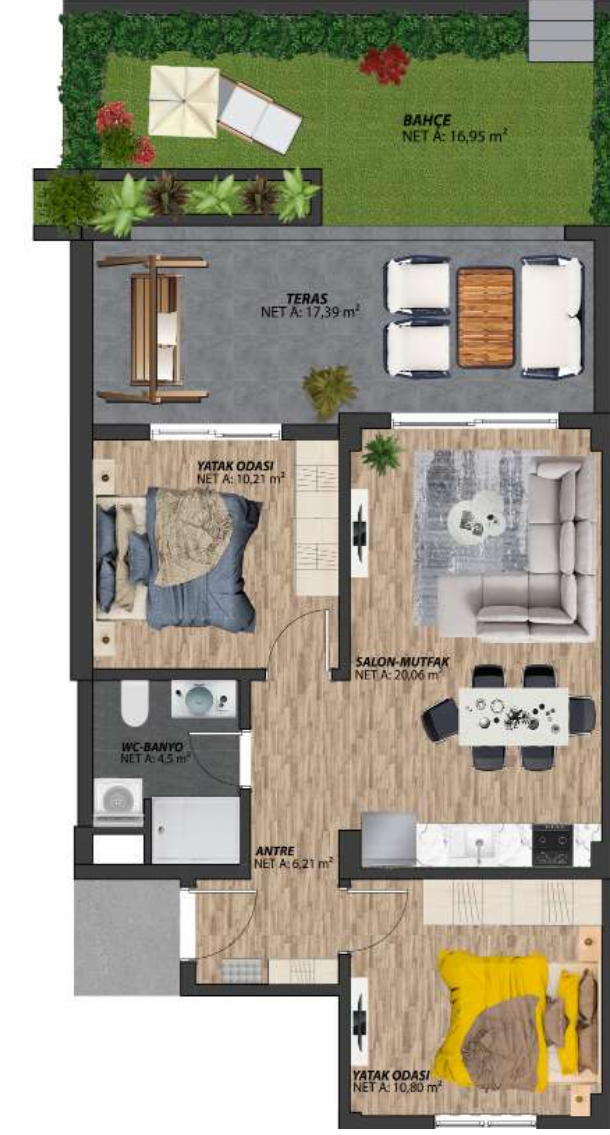 BAHÇE
NET A: 16,95 m²
TERAS
NET A: 17,39 m²
YATAK ODASI
NET A: 10,21 m²
SALON-MUTFAK
NET A: 20,06 m²
WC-BANYO
NET A: 4,5 m²
ANTRE
NET A: 6,21 m²
YATAK ODASI
NET A: 10,80 m²